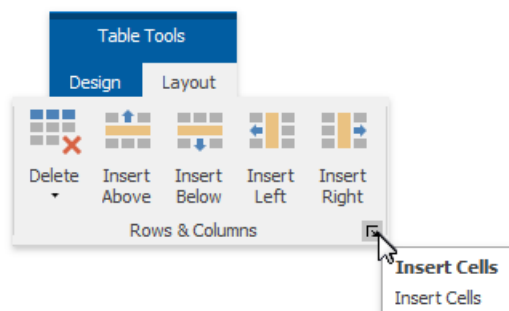 Table Tools
Design Layout
Delete Insert Above Insert Below Insert Left Insert Right
Rows & Columns
Insert Cells
Insert Cells